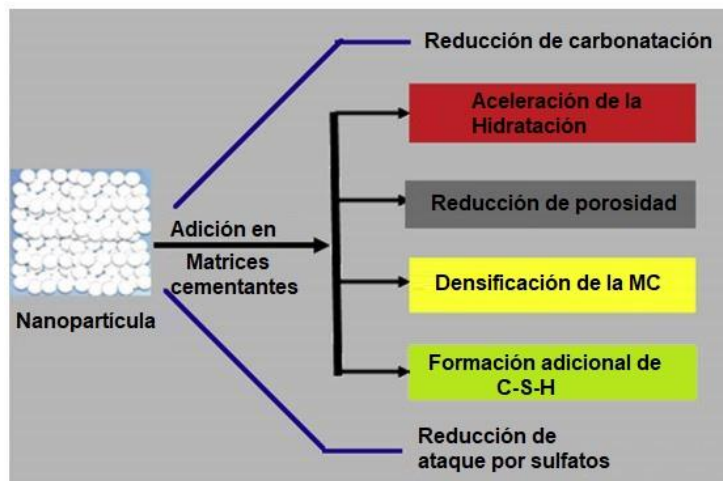 Reducción de carbonatación
Aceleración de la
Hidratación
Reducción de porosidad
Adición en
Matrices
cementantes
Densificación de la MC
Nanopartícula
Formación adicional de
C-S-H
Reducción de
ataque por sulfatos